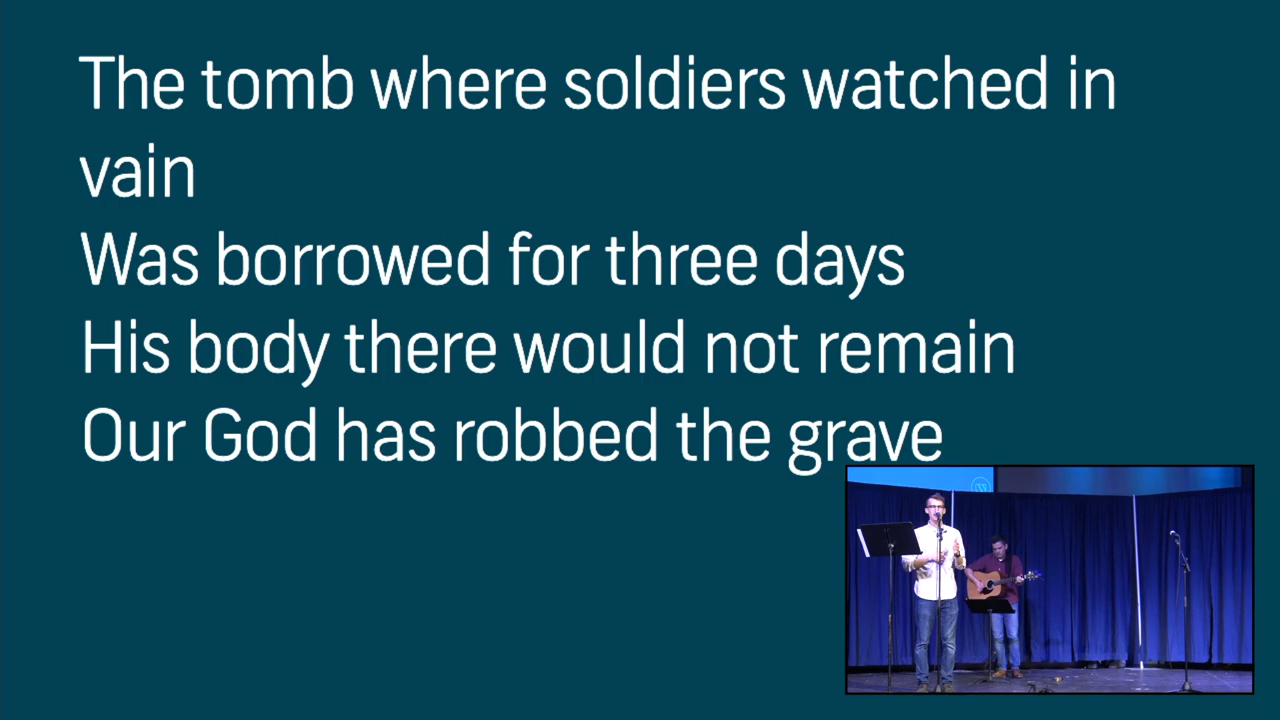 The tomb where soldiers watched in
vain
Was borrowed for three days
His body there would not remain
Our God has robbed the grave